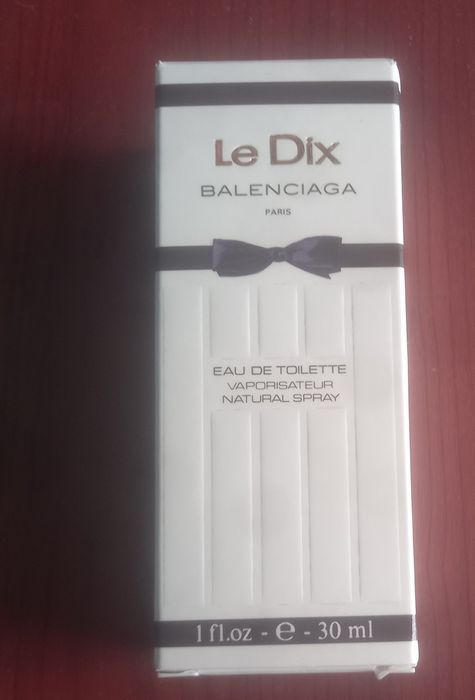 Le Dix
BALENCIAGA
PARIS
EAU DE TOILETTE
VAPORISATEUR
NATURAL SPRAY
1 fl.oz - ℮ - 30 ml